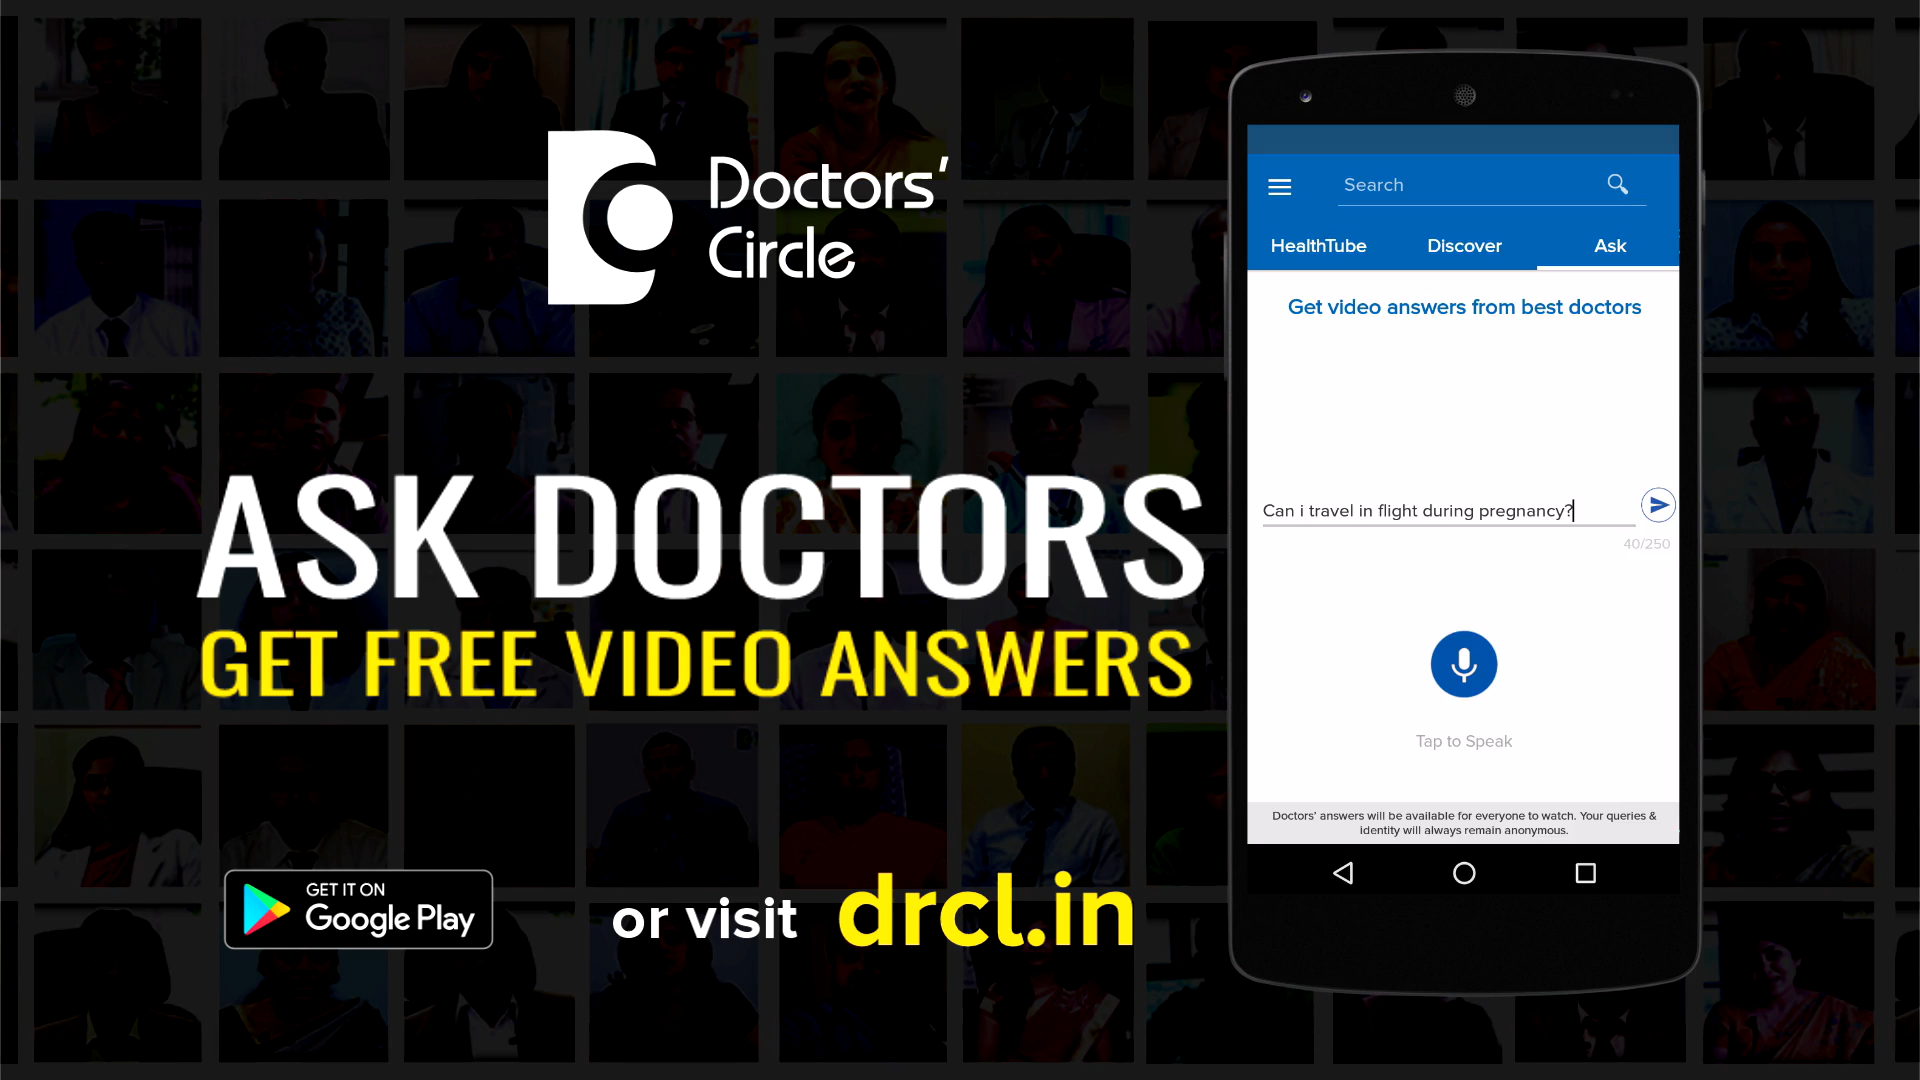 Doctors'
Circle
ASK DOCTORS
GET FREE VIDEO ANSWERS
GET IT ON
Google Play
or visit drcl.in
Search
HealthTube Discover Ask
Get video answers from best doctors
Can i travel in flight during pregnancy?
40/250
Tap to Speak
Doctors' answers will be available for everyone to watch. Your queries &
identity will always remain anonymous.